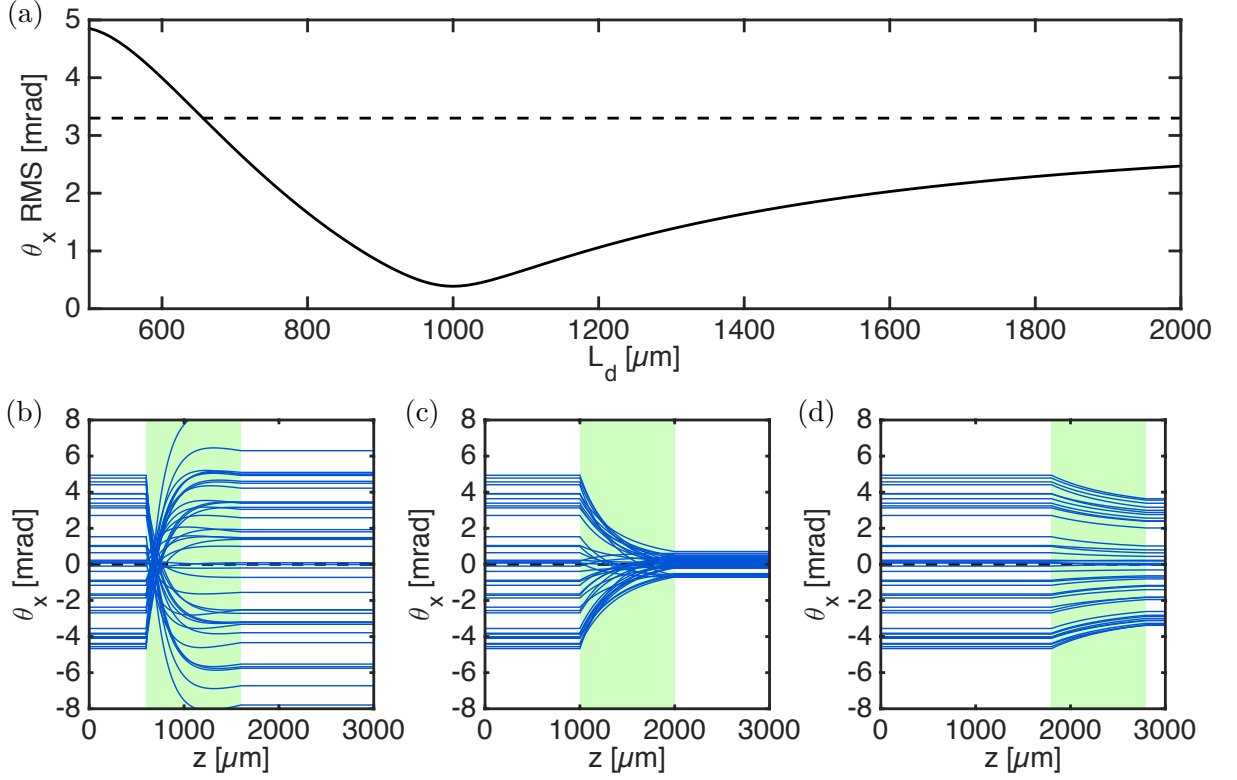 (a)
5
4
3
2
1
0
θx RMS [mrad]
600 800 1000 1200 1400 1600 1800 2000
L_d [µm]
(b) (c) (d)
8 8 8
6 6 6
4 4 4
2 2 2
0 0 0
-2 -2 -2
-4 -4 -4
-6 -6 -6
-8 -8 -8
θx [mrad] θx [mrad] θx [mrad]
0 1000 2000 3000 0 1000 2000 3000 0 1000 2000 3000
z [µm] z [µm] z [µm]